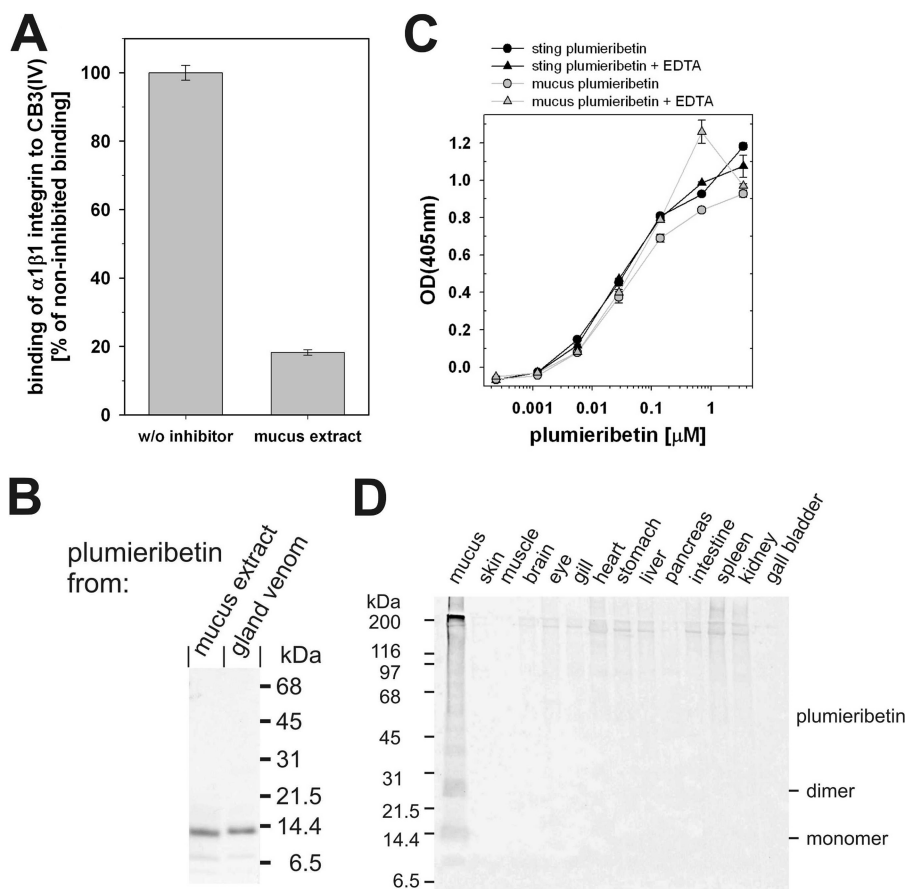 A
binding of α1β1 integrin to CB3(IV)
[% of non-inhibited binding]
100
80
60
40
20
0
w/o inhibitor
mucus extract
C
sting plumieribetin
sting plumieribetin + EDTA
mucus plumieribetin
mucus plumieribetin + EDTA
OD(405nm)
1.2
1.0
0.8
0.6
0.4
0.2
0.0
0.001
0.01
0.1
1
plumieribetin [µM]
B
plumieribetin
from:
mucus extract
gland venom
kDa
68
45
31
21.5
14.4
6.5
D
mucus
skin
muscle
brain
eye
gill
heart
stomach
liver
pancreas
intestine
spleen
kidney
gall bladder
kDa
200
116
97
68
45
31
21.5
14.4
6.5
plumieribetin
dimer
monomer